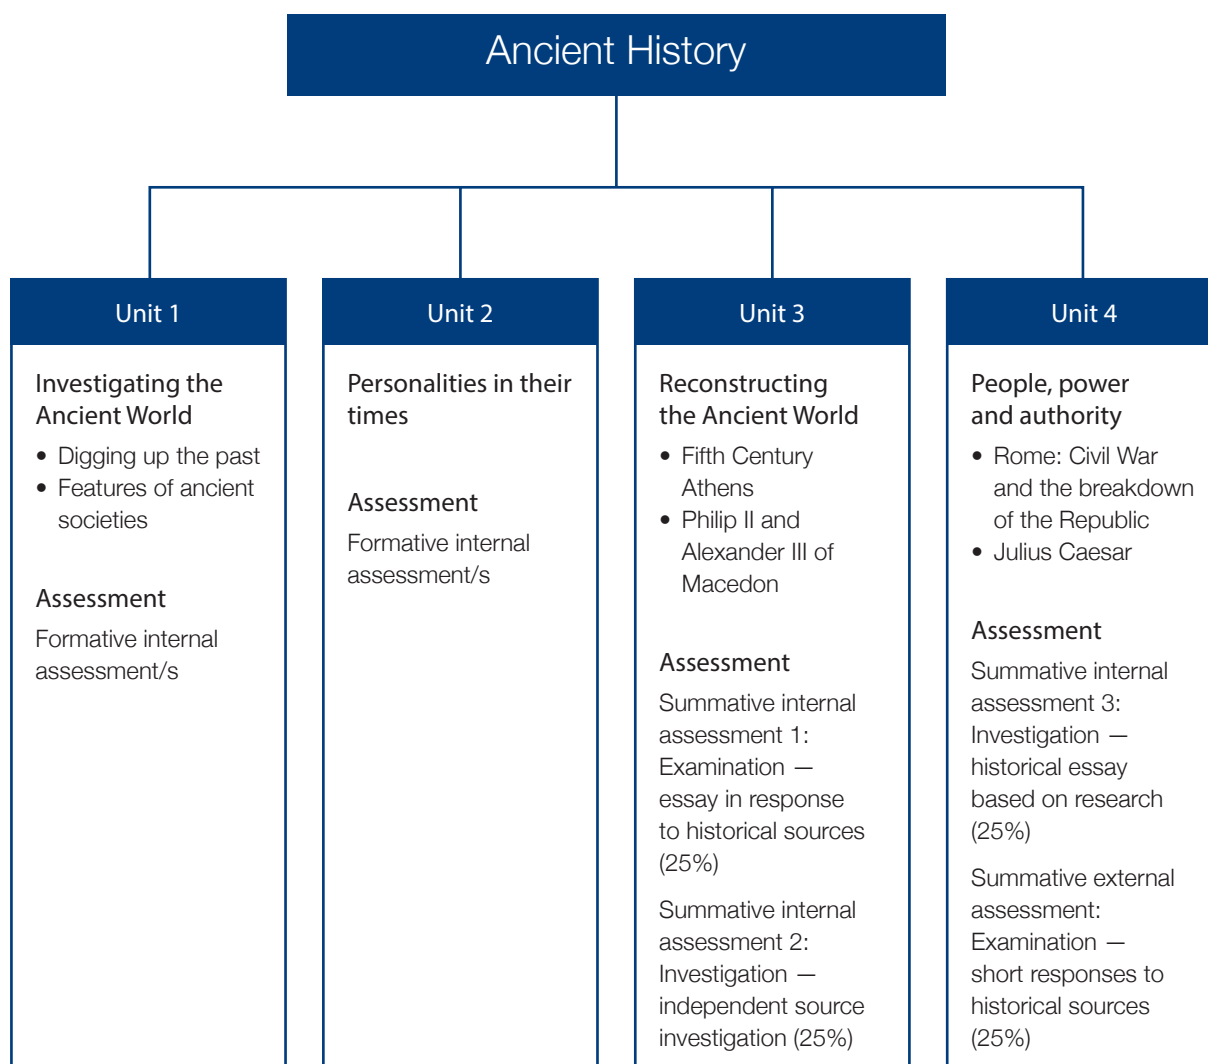 Ancient History
Unit 1
Investigating the
Ancient World
• Digging up the past
• Features of ancient
societies
Assessment
Formative internal
assessment/s
Unit 2
Personalities in their
times
Assessment
Formative internal
assessment/s
Unit 3
Reconstructing
the Ancient World
• Fifth Century
Athens
• Philip II and
Alexander III of
Macedon
Assessment
Summative internal
assessment 1:
Examination —
essay in response
to historical sources
(25%)
Summative internal
assessment 2:
Investigation —
independent source
investigation (25%)
Unit 4
People, power
and authority
• Rome: Civil War
and the breakdown
of the Republic
• Julius Caesar
Assessment
Summative internal
assessment 3:
Investigation —
historical essay
based on research
(25%)
Summative external
assessment:
Examination —
short responses to
historical sources
(25%)